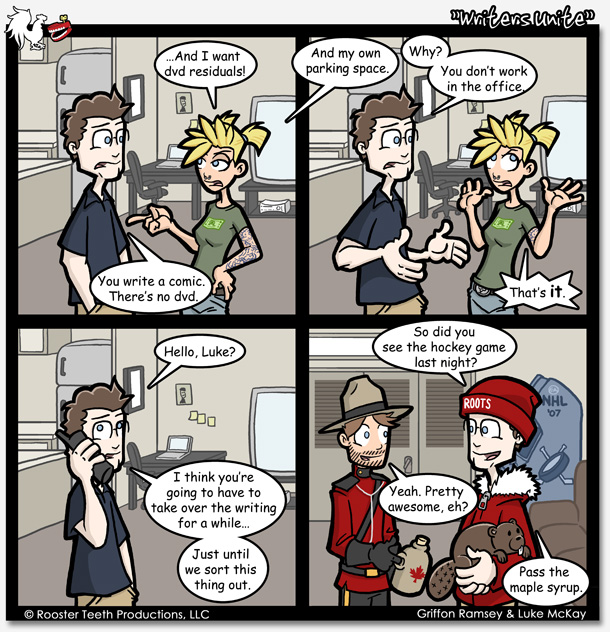 "Writers Unite"
...And I want
dvd residuals!
You write a comic.
There's no dvd.
And my own
parking space.
Why?
You don't work
in the office.
That's it.
Hello, Luke?
I think you're
going to have to
take over the writing
for a while...
Just until
we sort this
thing out.
So did you
see the hockey game
last night?
ROOTS
NHL
'07
Yeah. Pretty
awesome, eh?
Pass the
maple syrup.
© Rooster Teeth Productions, LLC
Griffon Ramsey & Luke McKay